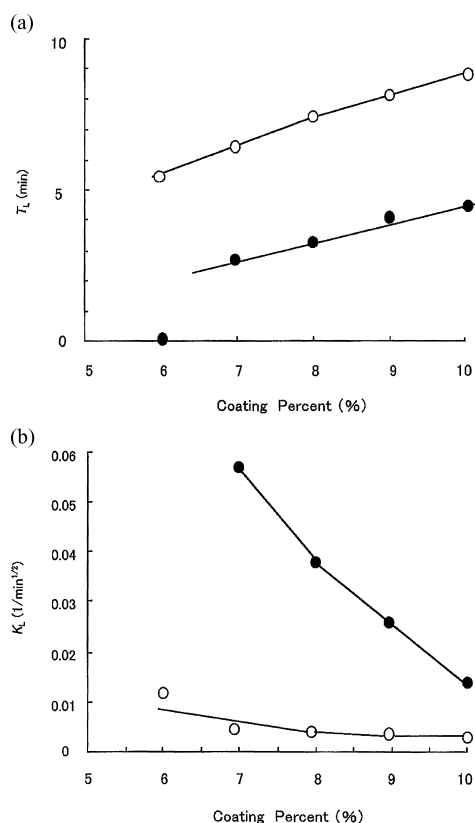 (a)
10
5
0
T_L (min)
5 6 7 8 9 10
Coating Percent (%)
(b)
0.06
0.05
0.04
0.03
0.02
0.01
0
K_L (1/min^1/2)
5 6 7 8 9 10
Coating Percent (%)